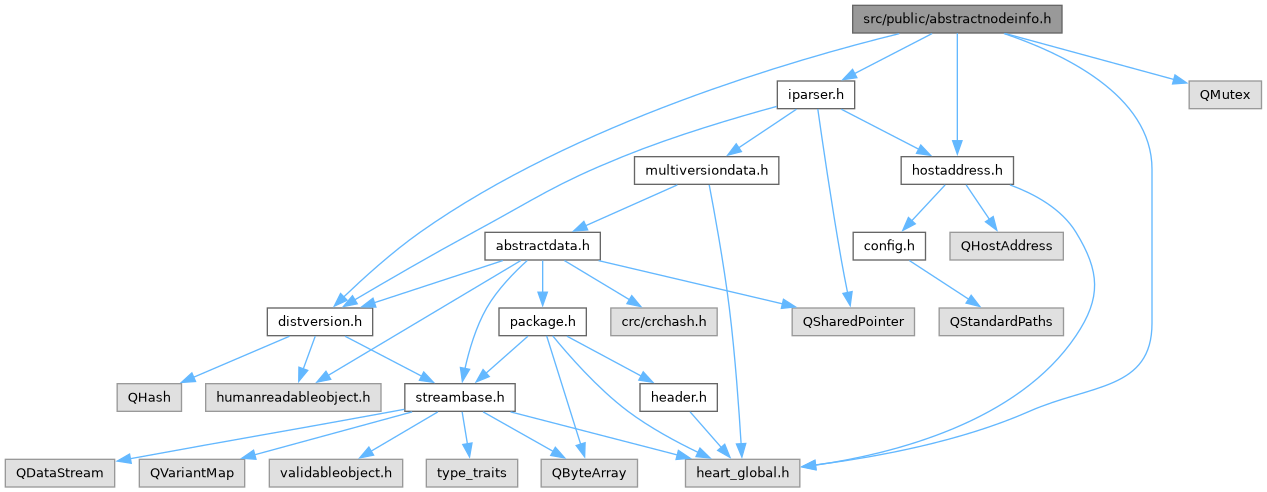 src/public/abstractnodeinfo.h
iparser.h
QMutex
multiversiondata.h
hostaddress.h
abstractdata.h
config.h
QHostAddress
distversion.h
package.h
crc/crchash.h
QSharedPointer
QStandardPaths
QHash
humanreadableobject.h
streambase.h
header.h
QDataStream
QVariantMap
validableobject.h
type_traits
QByteArray
heart_global.h